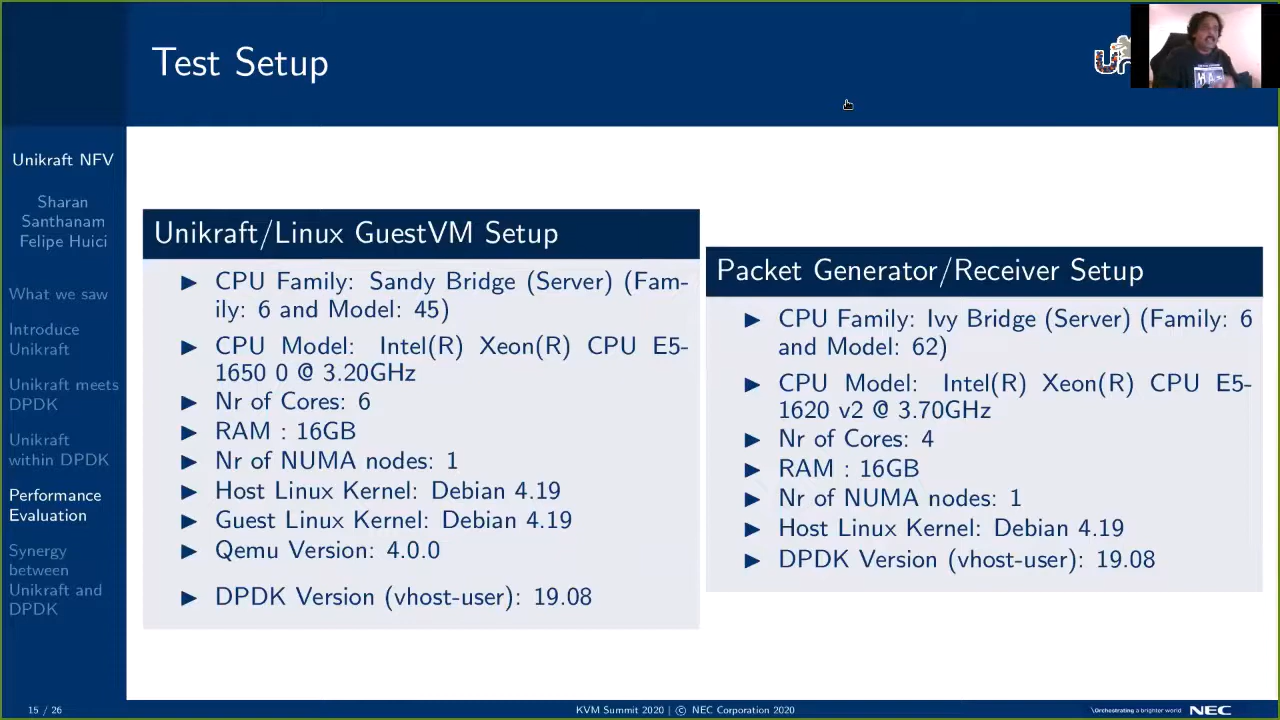 Test Setup
Unikraft NFV
Sharan
Santhanam
Felipe Huici
What we saw
Introduce
Unikraft
Unikraft meets
DPDK
Unikraft
within DPDK
Performance
Evaluation
Synergy
between
Unikraft and
DPDK
Unikraft/Linux GuestVM Setup
► CPU Family: Sandy Bridge (Server) (Fam-
ily: 6 and Model: 45)
► CPU Model: Intel(R) Xeon(R) CPU E5-
1650 0 @ 3.20GHz
► Nr of Cores: 6
► RAM : 16GB
► Nr of NUMA nodes: 1
► Host Linux Kernel: Debian 4.19
► Guest Linux Kernel: Debian 4.19
► Qemu Version: 4.0.0
► DPDK Version (vhost-user): 19.08
Packet Generator/Receiver Setup
► CPU Family: Ivy Bridge (Server) (Family: 6
and Model: 62)
► CPU Model: Intel(R) Xeon(R) CPU E5-
1620 v2 @ 3.70GHz
► Nr of Cores: 4
► RAM : 16GB
► Nr of NUMA nodes: 1
► Host Linux Kernel: Debian 4.19
► DPDK Version (vhost-user): 19.08
15 / 26
KVM Summit 2020 | © NEC Corporation 2020
\Orchestrating a brighter world NEC